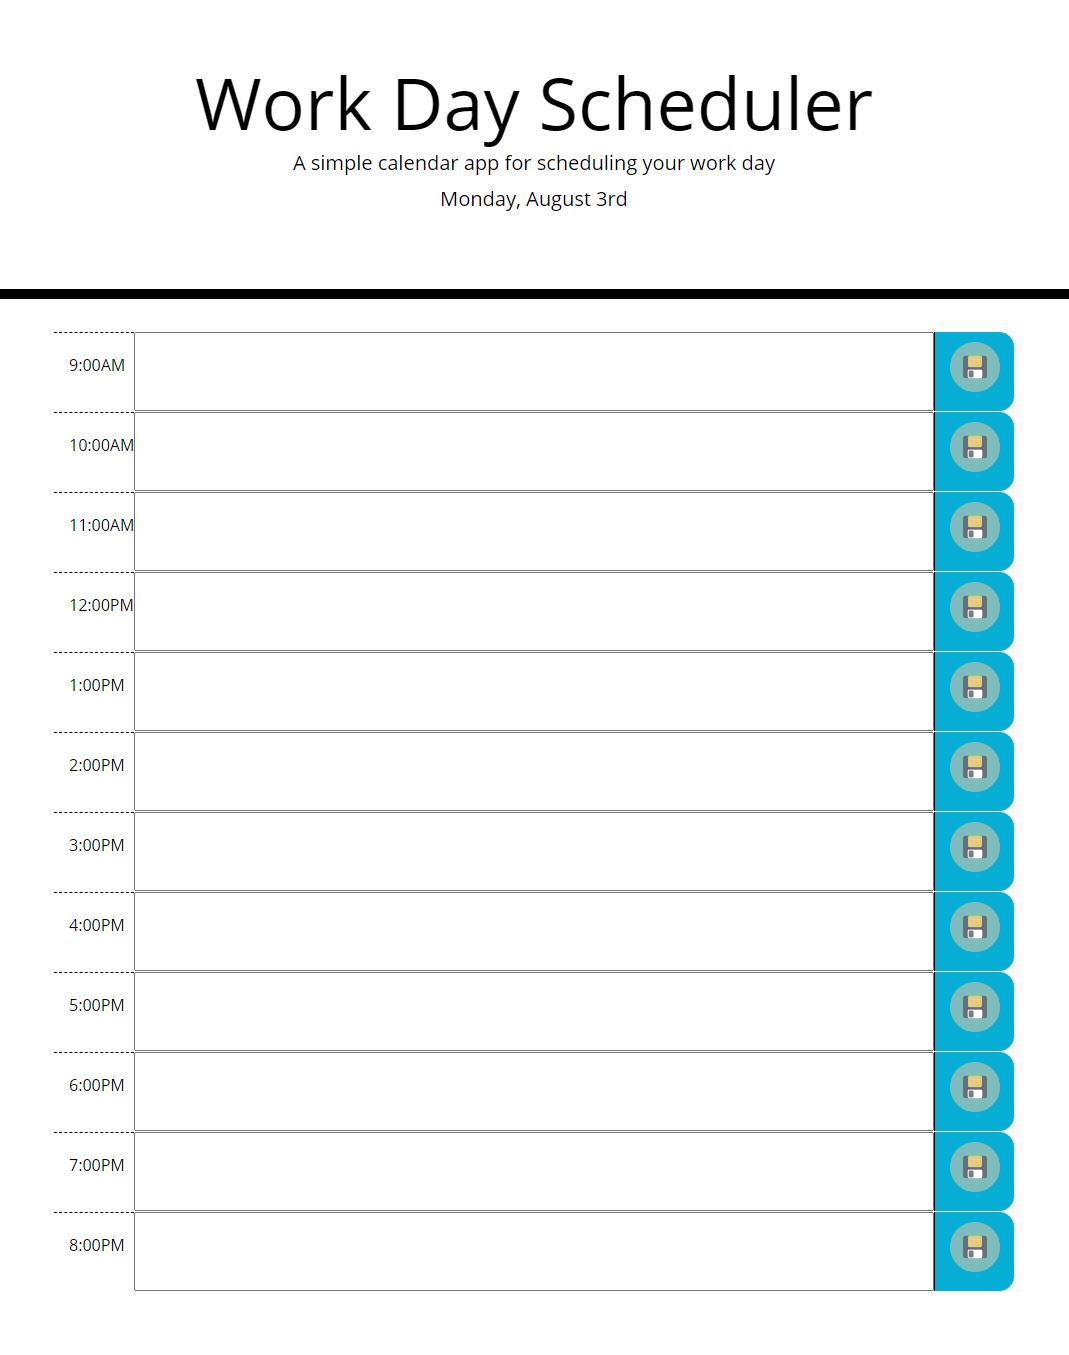 Work Day Scheduler
A simple calendar app for scheduling your work day
Monday, August 3rd
9:00AM
10:00AM
11:00AM
12:00PM
1:00PM
2:00PM
3:00PM
4:00PM
5:00PM
6:00PM
7:00PM
8:00PM